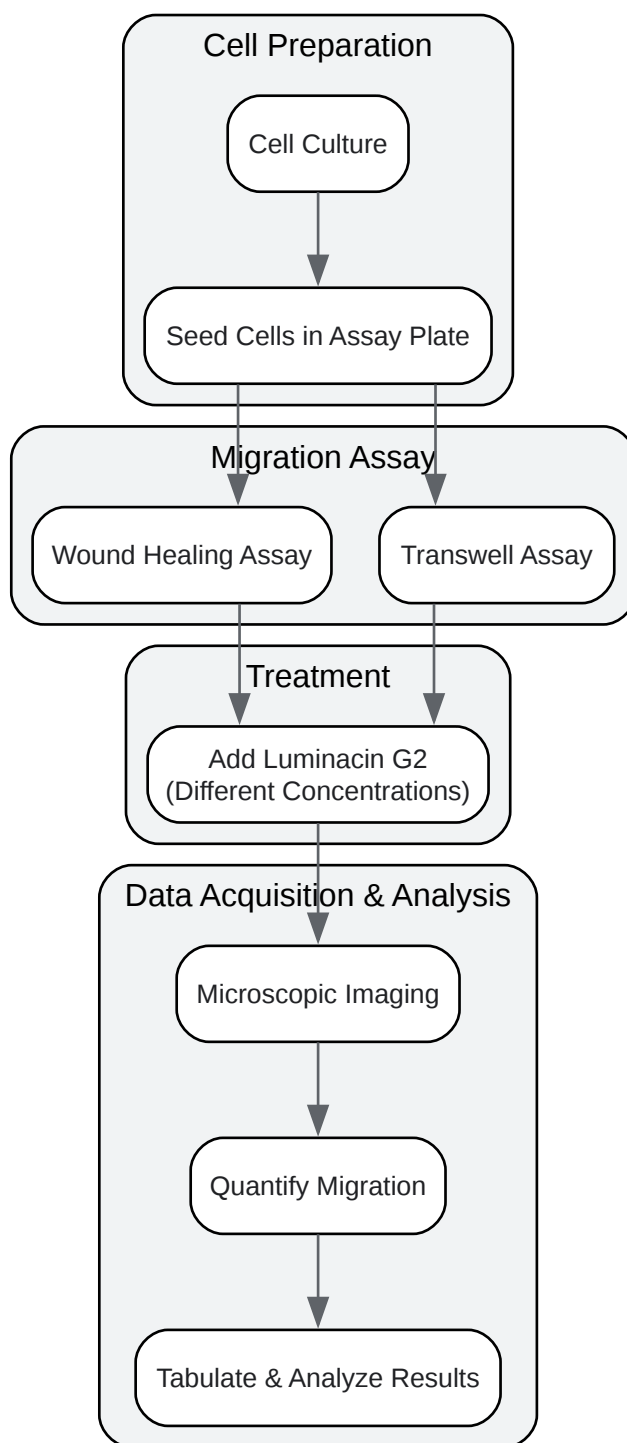 Cell Preparation
Cell Culture
Seed Cells in Assay Plate
Migration Assay
Wound Healing Assay
Transwell Assay
Treatment
Add Luminacin G2
(Different Concentrations)
Data Acquisition & Analysis
Microscopic Imaging
Quantify Migration
Tabulate & Analyze Results